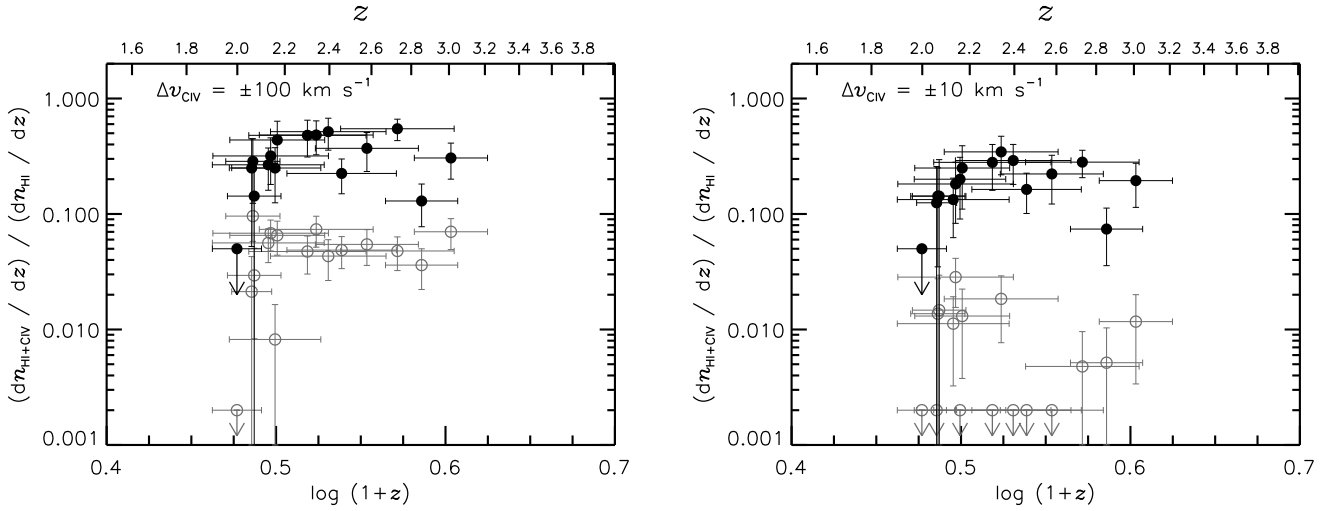 z
1.6 1.8 2.0 2.2 2.4 2.6 2.8 3.0 3.2 3.4 3.6 3.8
Δv_CIV = ±100 km s⁻¹
(dn_HI+CIV / dz) / (dn_HI / dz)
1.000
0.100
0.010
0.001
0.4 0.5 0.6 0.7
log (1+z)
z
1.6 1.8 2.0 2.2 2.4 2.6 2.8 3.0 3.2 3.4 3.6 3.8
Δv_CIV = ±10 km s⁻¹
(dn_HI+CIV / dz) / (dn_HI / dz)
1.000
0.100
0.010
0.001
0.4 0.5 0.6 0.7
log (1+z)